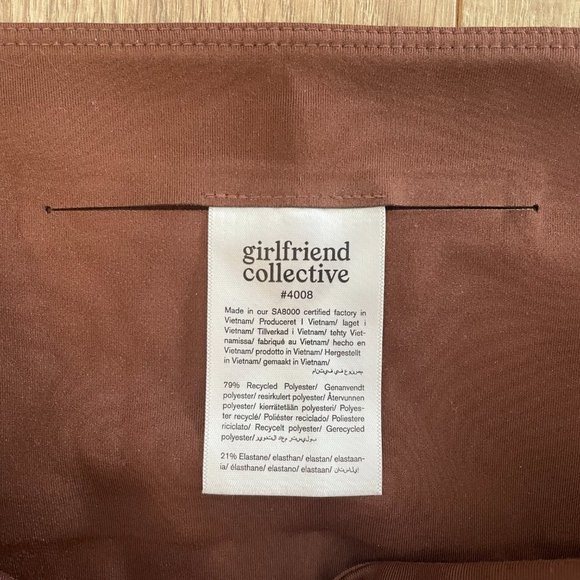 girlfriend
collective
#4008
Made in our SA8000 certified factory in
Vietnam/ Produceret I Vietnam/ laget i
Vietnam/ Tillverkad i Vietnam/ tehty Viet-
namissa/ fabriqué au Vietnam/ hecho en
Vietnam/ prodotto in Vietnam/ Hergestellt
in Vietnam/ gemaakt in Vietnam/
79% Recycled Polyester/ Genanvendt
polyester/ resirkulert polyester/ Återvunnen
polyester/ kierrätetään polyesteri/ Polyes-
ter recyclé/ Poliéster reciclado/ Poliestere
riciclato/ Recycelt polyester/ Gerecycled
polyester/
21% Elastane/ elasthan/ elastan/ elastaan-
ia/ élasthane/ elastano/ elastaan/